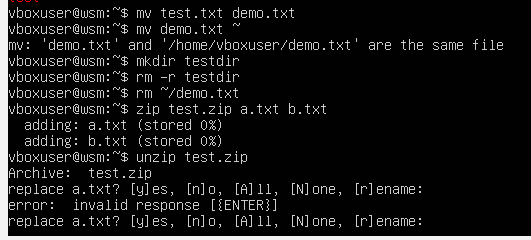 vboxuser@wsm:~$ mv test.txt demo.txt
vboxuser@wsm:~$ mv demo.txt ~
mv: 'demo.txt' and '/home/vboxuser/demo.txt' are the same file
vboxuser@wsm:~$ mkdir testdir
vboxuser@wsm:~$ rm -r testdir
vboxuser@wsm:~$ rm ~/demo.txt
vboxuser@wsm:~$ zip test.zip a.txt b.txt
  adding: a.txt (stored 0%)
  adding: b.txt (stored 0%)
vboxuser@wsm:~$ unzip test.zip
Archive:  test.zip
replace a.txt? [y]es, [n]o, [A]ll, [N]one, [r]ename:
error:  invalid response [{ENTER}]
replace a.txt? [y]es, [n]o, [A]ll, [N]one, [r]ename: